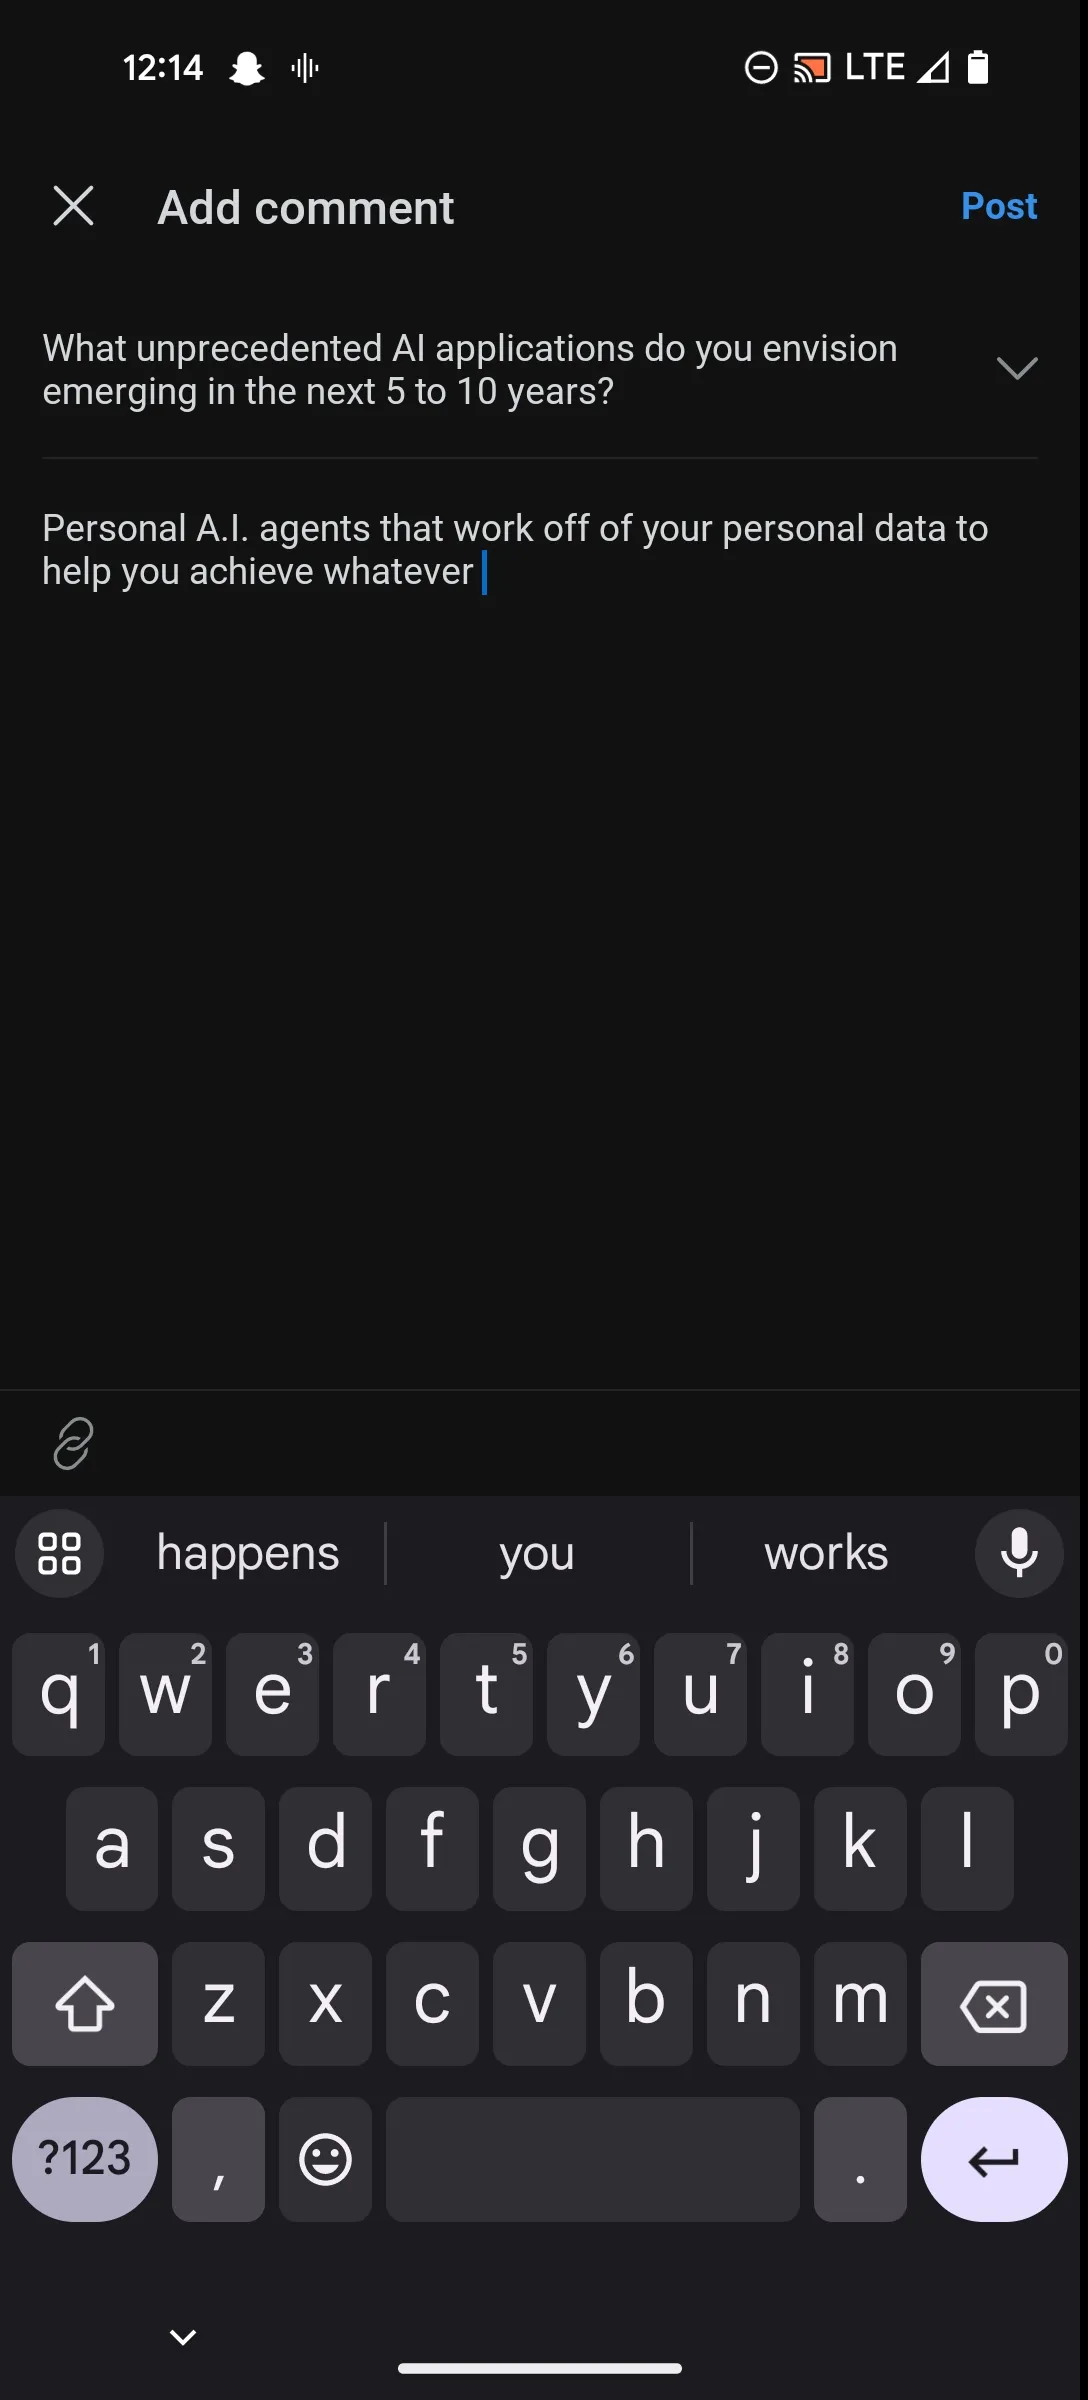 12:14 LTE
Add comment Post
What unprecedented AI applications do you envision
emerging in the next 5 to 10 years?
Personal A.I. agents that work off of your personal data to
help you achieve whatever
happens you works
q1 w2 e3 r4 t5 y6 u7 i8 o9 p0
a s d f g h j k l
z x c v b n m
?123 , .